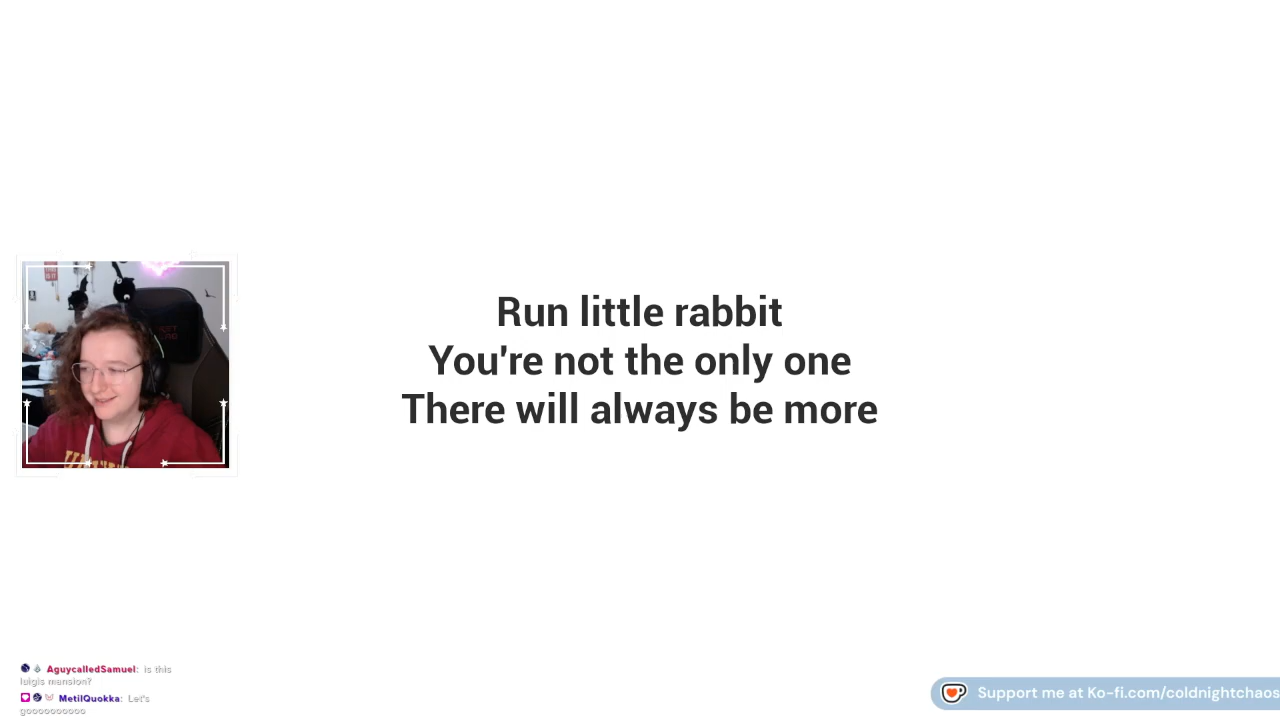 Run little rabbit
You're not the only one
There will always be more
AguycalledSamuel: is this
luigis mansion?
MetilQuokka: Let's
goooooooooo
Support me at Ko-fi.com/coldnightchaos